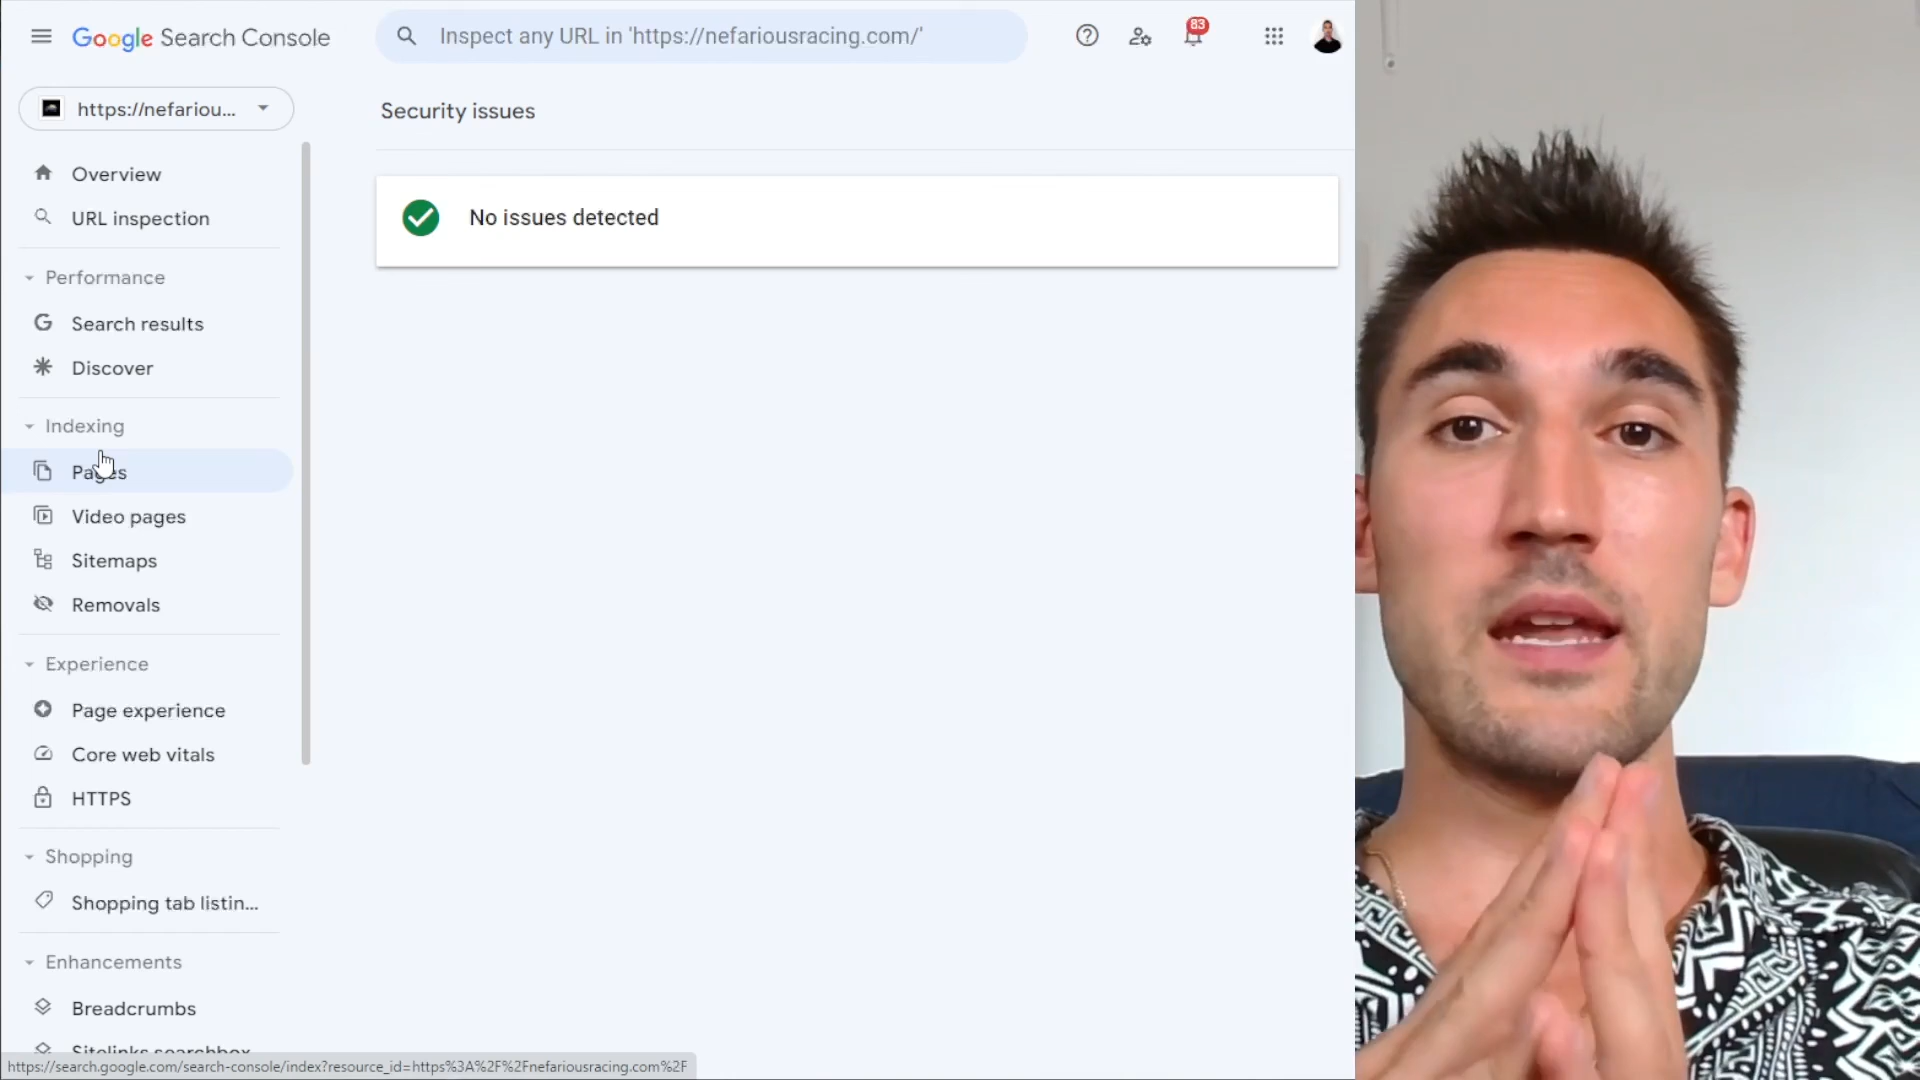 Google Search Console
Inspect any URL in 'https://nefariousracing.com/'
83
https://nefariou...
Security issues
No issues detected
Overview
URL inspection
Performance
Search results
Discover
Indexing
Pages
Video pages
Sitemaps
Removals
Experience
Page experience
Core web vitals
HTTPS
Shopping
Shopping tab listin...
Enhancements
Breadcrumbs
Sitelinks searchbox
https://search.google.com/search-console/index?resource_id=https%3A%2F%2Fnefariousracing.com%2F